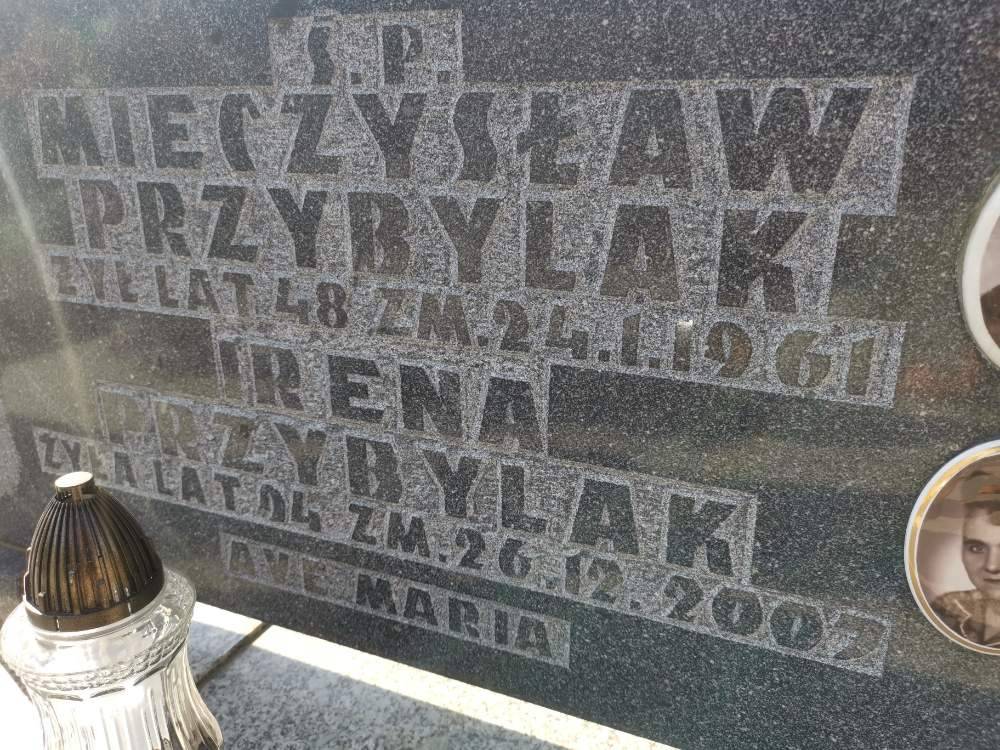 Ś.P.
MIECZYSŁAW
PRZYBYLAK
ŻYŁ LAT 48 ZM. 24.1.1961
IRENA
PRZYBYLAK
ŻYŁA LAT ZM. 26.12.2007
AVE MARIA